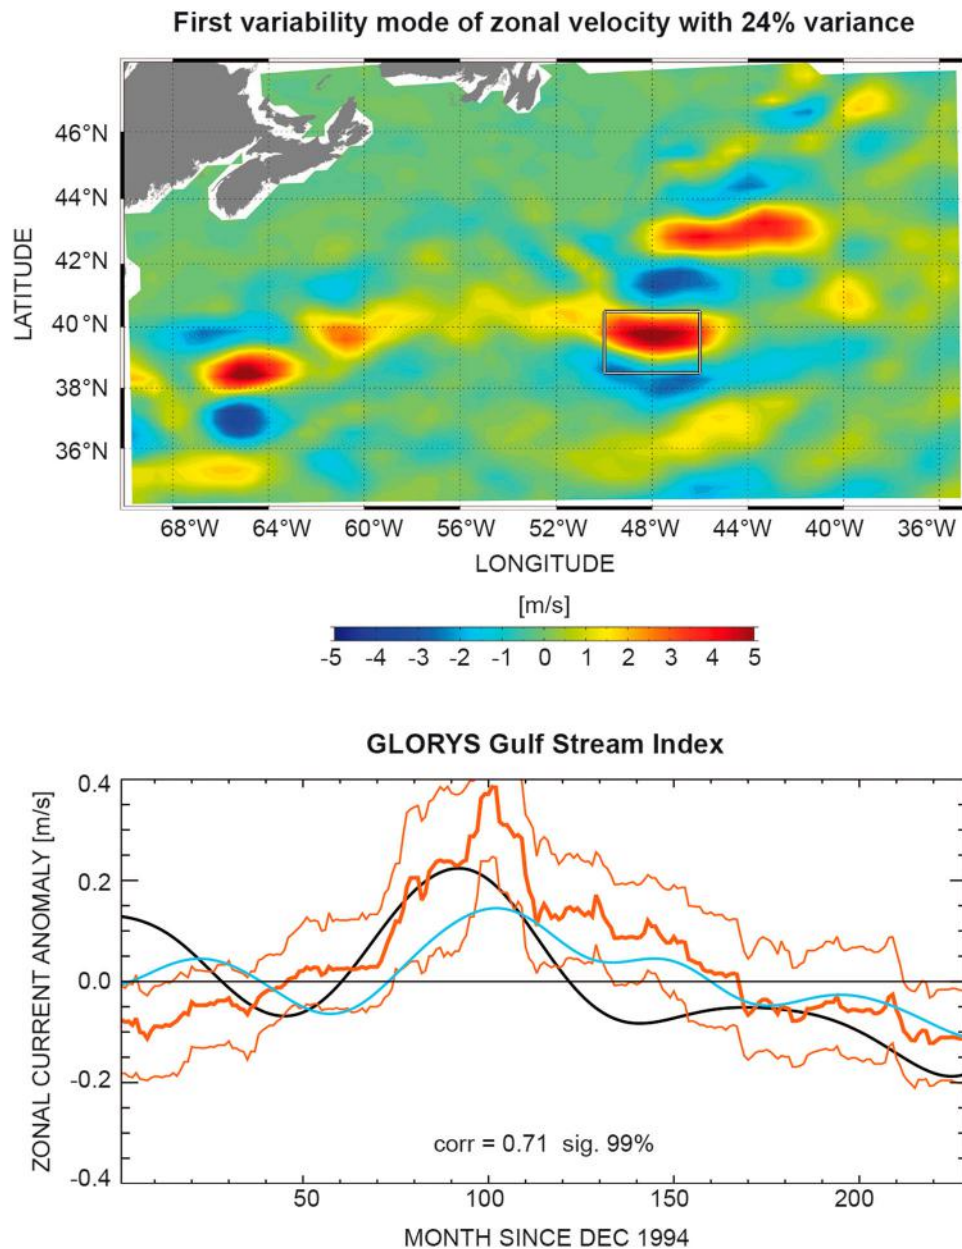 First variability mode of zonal velocity with 24% variance
46°N
44°N
42°N
40°N
38°N
36°N
LATITUDE
68°W 64°W 60°W 56°W 52°W 48°W 44°W 40°W 36°W
LONGITUDE
[m/s]
-5 -4 -3 -2 -1 0 1 2 3 4 5
GLORYS Gulf Stream Index
ZONAL CURRENT ANOMALY [m/s]
0.4
0.2
0.0
-0.2
-0.4
corr = 0.71 sig. 99%
50 100 150 200
MONTH SINCE DEC 1994